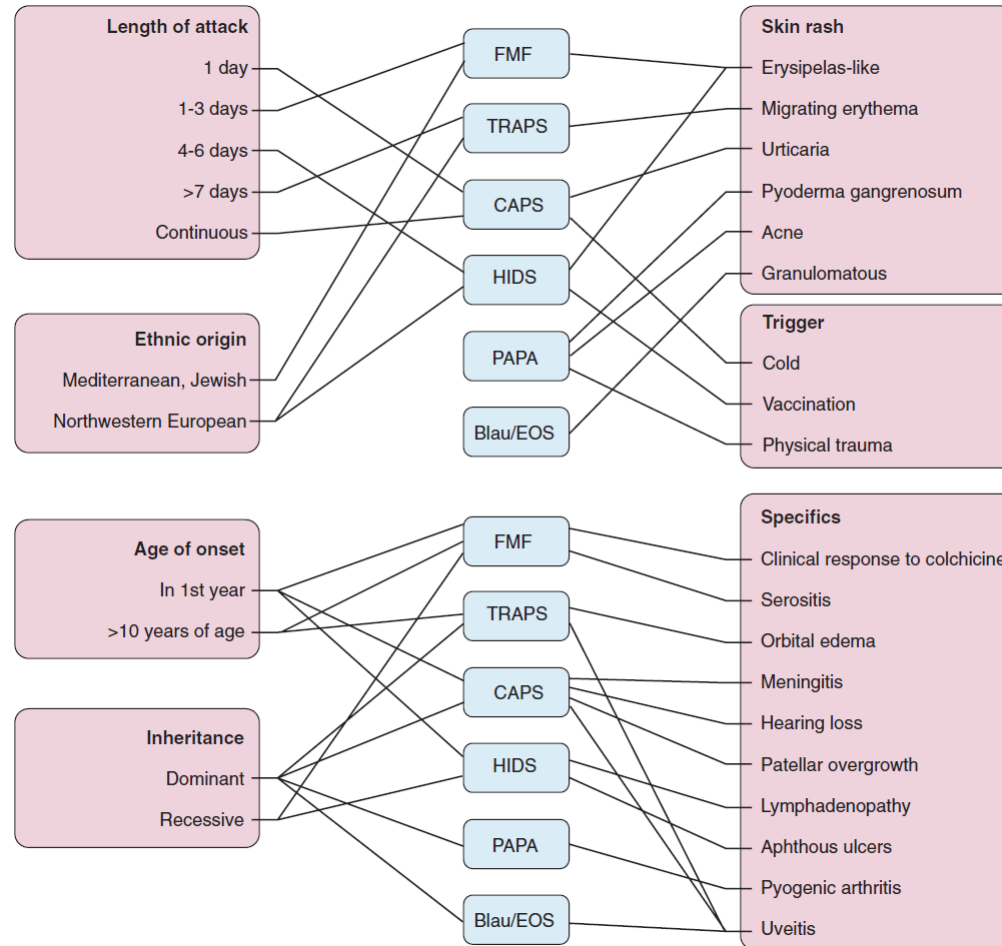 Length of attack
1 day
1-3 days
4-6 days
>7 days
Continuous
Ethnic origin
Mediterranean, Jewish
Northwestern European
FMF
TRAPS
CAPS
HIDS
PAPA
Blau/EOS
Skin rash
Erysipelas-like
Migrating erythema
Urticaria
Pyoderma gangrenosum
Acne
Granulomatous
Trigger
Cold
Vaccination
Physical trauma
Age of onset
In 1st year
>10 years of age
Inheritance
Dominant
Recessive
FMF
TRAPS
CAPS
HIDS
PAPA
Blau/EOS
Specifics
Clinical response to colchicine
Serositis
Orbital edema
Meningitis
Hearing loss
Patellar overgrowth
Lymphadenopathy
Aphthous ulcers
Pyogenic arthritis
Uveitis